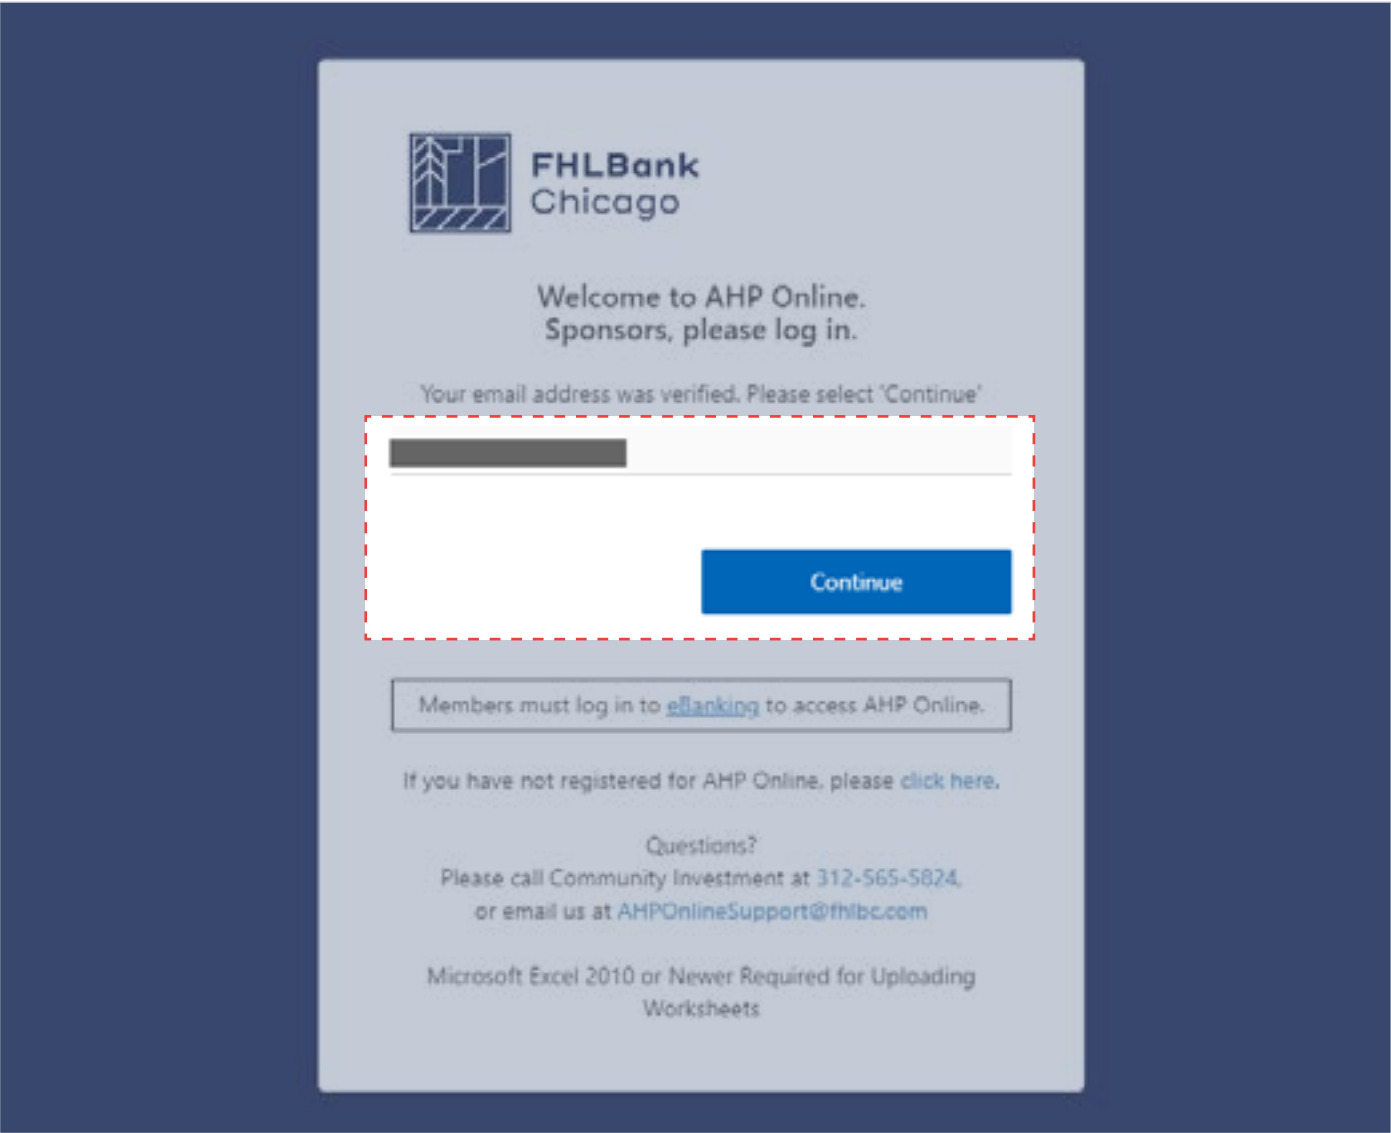 FHLBank
Chicago
Welcome to AHP Online.
Sponsors, please log in.
Your email address was verified. Please select 'Continue'
Continue
Members must log in to eBanking to access AHP Online.
If you have not registered for AHP Online, please click here.
Questions?
Please call Community Investment at 312-565-5824,
or email us at AHPOnlineSupport@fhlbc.com
Microsoft Excel 2010 or Newer Required for Uploading
Worksheets